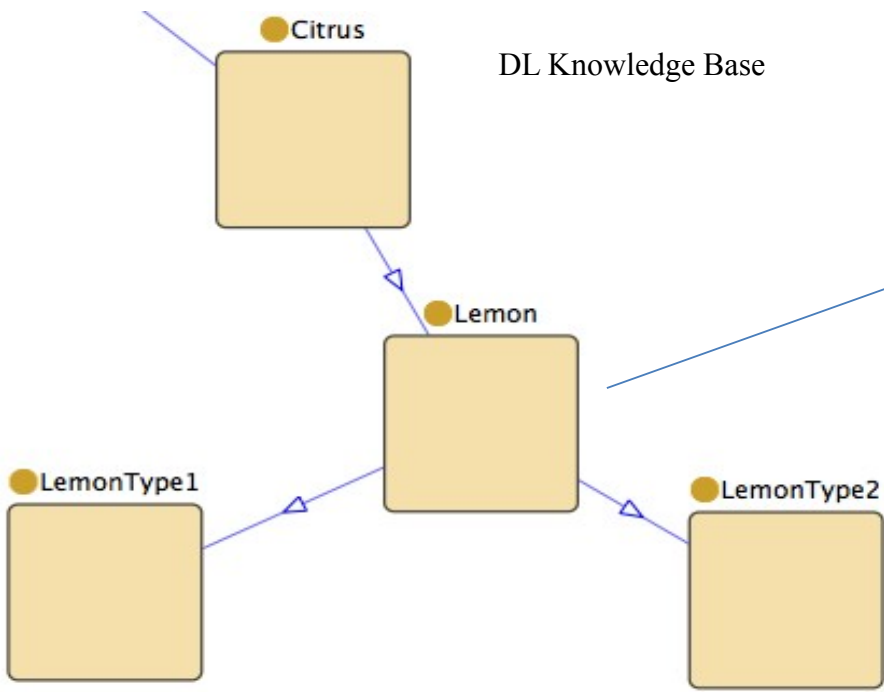 Citrus
DL Knowledge Base
Lemon
LemonType1
LemonType2